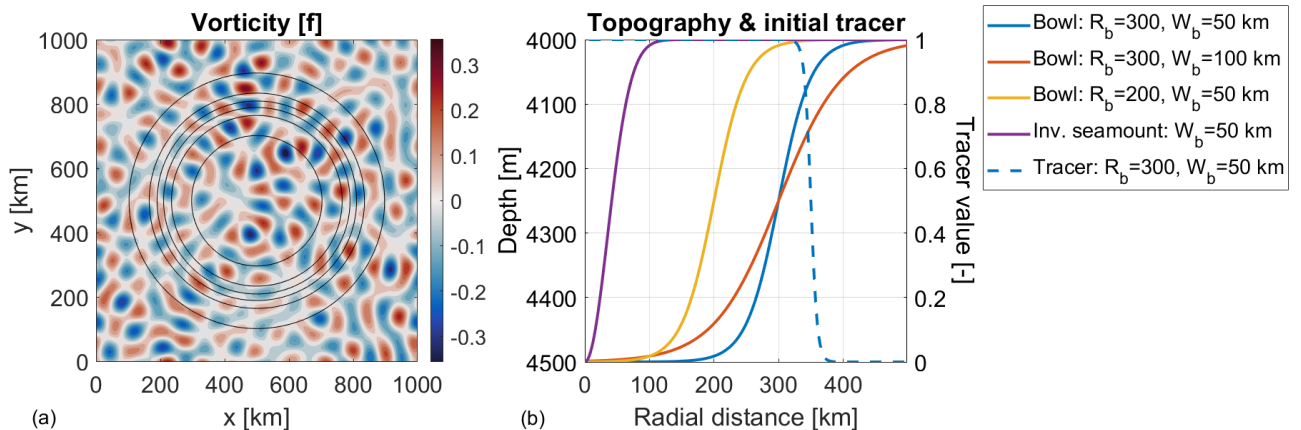 Vorticity [f]
1000
800
600
400
200
0
y [km]
0 200 400 600 800 1000
x [km]
(a)
0.3
0.2
0.1
0
-0.1
-0.2
-0.3
Topography & initial tracer
4000
4100
4200
4300
4400
4500
Depth [m]
0 100 200 300 400
Radial distance [km]
(b)
1
0.8
0.6
0.4
0.2
0
Tracer value [-]
Bowl: R_b=300, W_b=50 km
Bowl: R_b=300, W_b=100 km
Bowl: R_b=200, W_b=50 km
Inv. seamount: W_b=50 km
Tracer: R_b=300, W_b=50 km